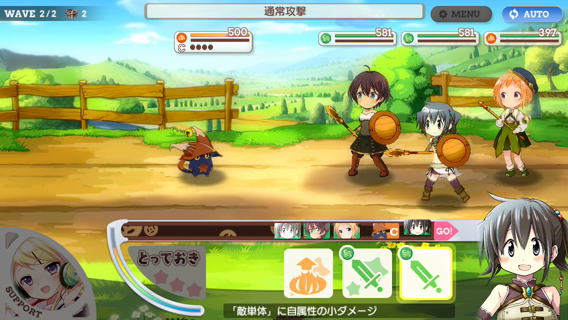 WAVE 2/2 2
通常攻撃
MENU
AUTO
500
C
581
581
397
C
GO!
SUPPORT
とっておき
「敵単体」に自属性の小ダメージ